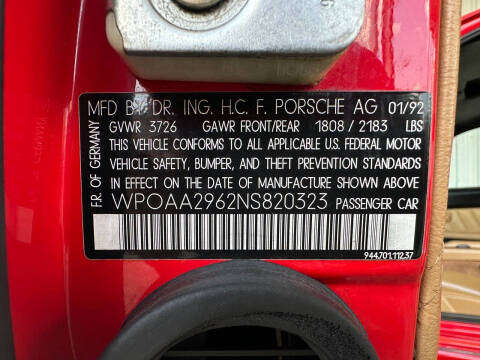 MFD BY DR. ING. H.C. F. PORSCHE AG 01/92
GVWR 3726 GAWR FRONT/REAR 1808 / 2183 LBS
THIS VEHICLE CONFORMS TO ALL APPLICABLE U.S. FEDERAL MOTOR
VEHICLE SAFETY, BUMPER, AND THEFT PREVENTION STANDARDS
IN EFFECT ON THE DATE OF MANUFACTURE SHOWN ABOVE.
WP0AA2962NS820323 PASSENGER CAR
944.701.112.37
F.R. OF GERMANY